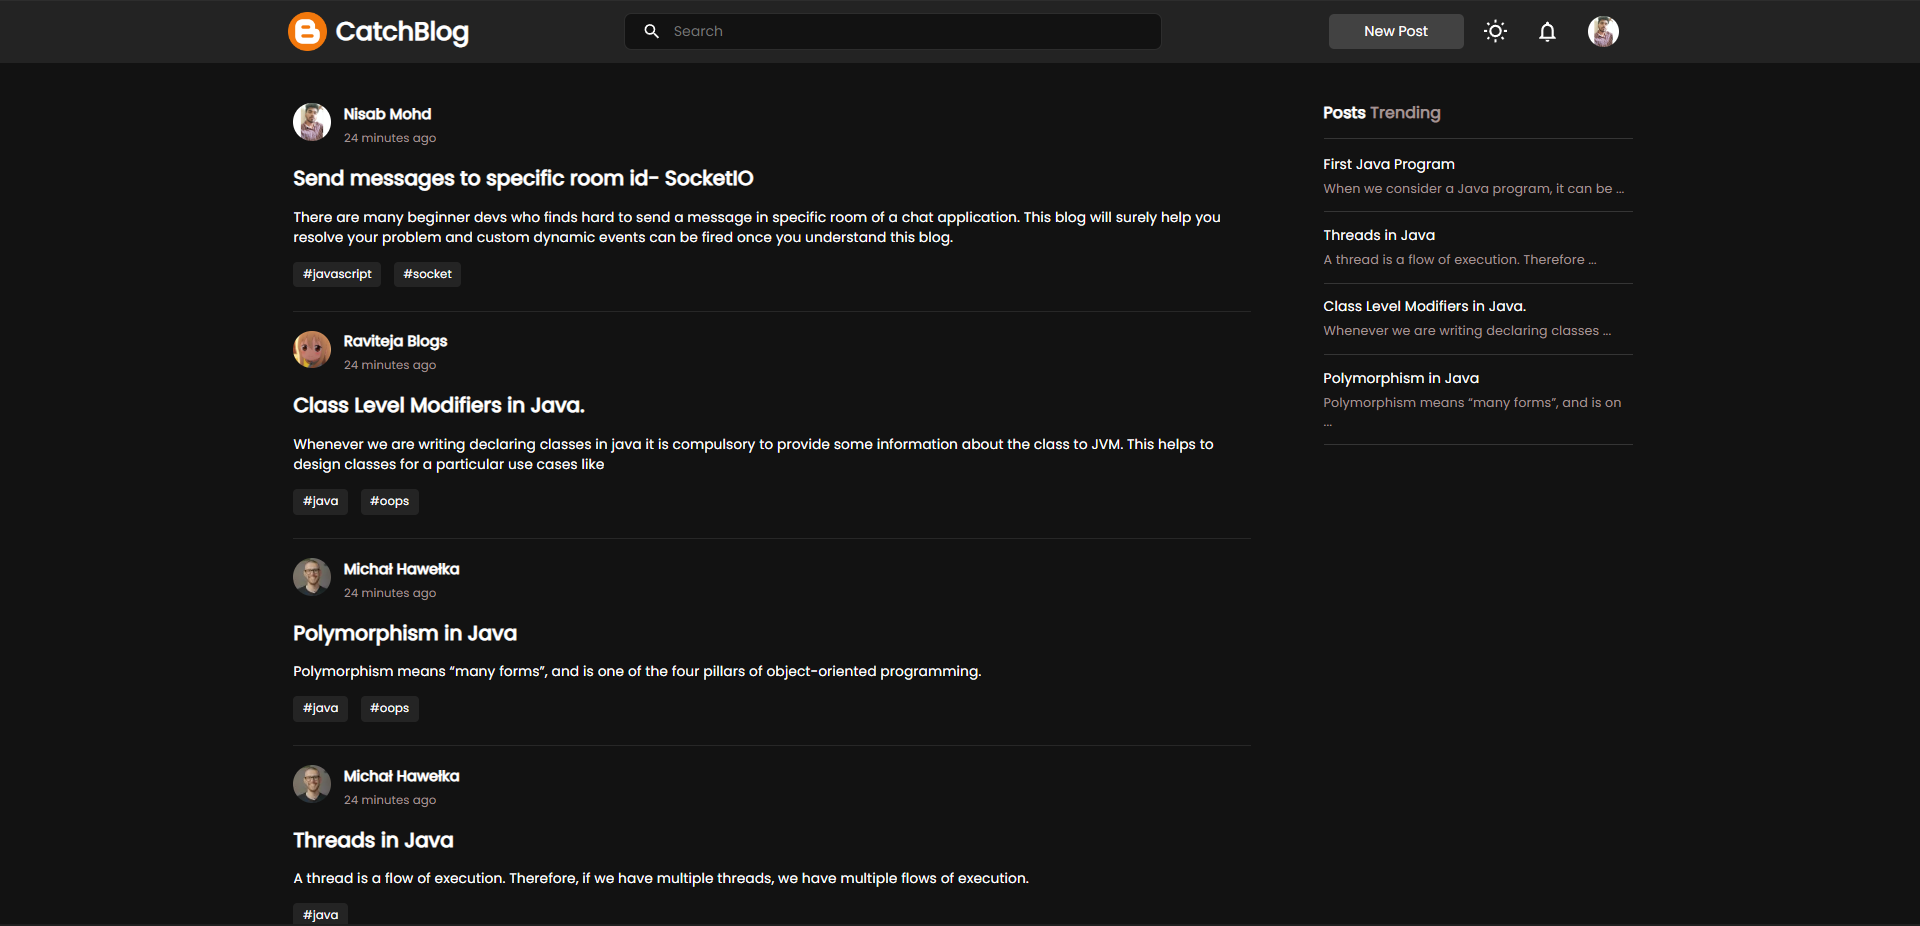 CatchBlog
Search
New Post
Nisab Mohd
24 minutes ago
Send messages to specific room id- SocketIO
There are many beginner devs who finds hard to send a message in specific room of a chat application. This blog will surely help you
resolve your problem and custom dynamic events can be fired once you understand this blog.
#javascript #socket
Raviteja Blogs
24 minutes ago
Class Level Modifiers in Java.
Whenever we are writing declaring classes in java it is compulsory to provide some information about the class to JVM. This helps to
design classes for a particular use cases like
#java #oops
Michał Hawełka
24 minutes ago
Polymorphism in Java
Polymorphism means “many forms”, and is one of the four pillars of object-oriented programming.
#java #oops
Michał Hawełka
24 minutes ago
Threads in Java
A thread is a flow of execution. Therefore, if we have multiple threads, we have multiple flows of execution.
#java
Posts Trending
First Java Program
When we consider a Java program, it can be ...
Threads in Java
A thread is a flow of execution. Therefore ...
Class Level Modifiers in Java.
Whenever we are writing declaring classes ...
Polymorphism in Java
Polymorphism means “many forms”, and is on
...